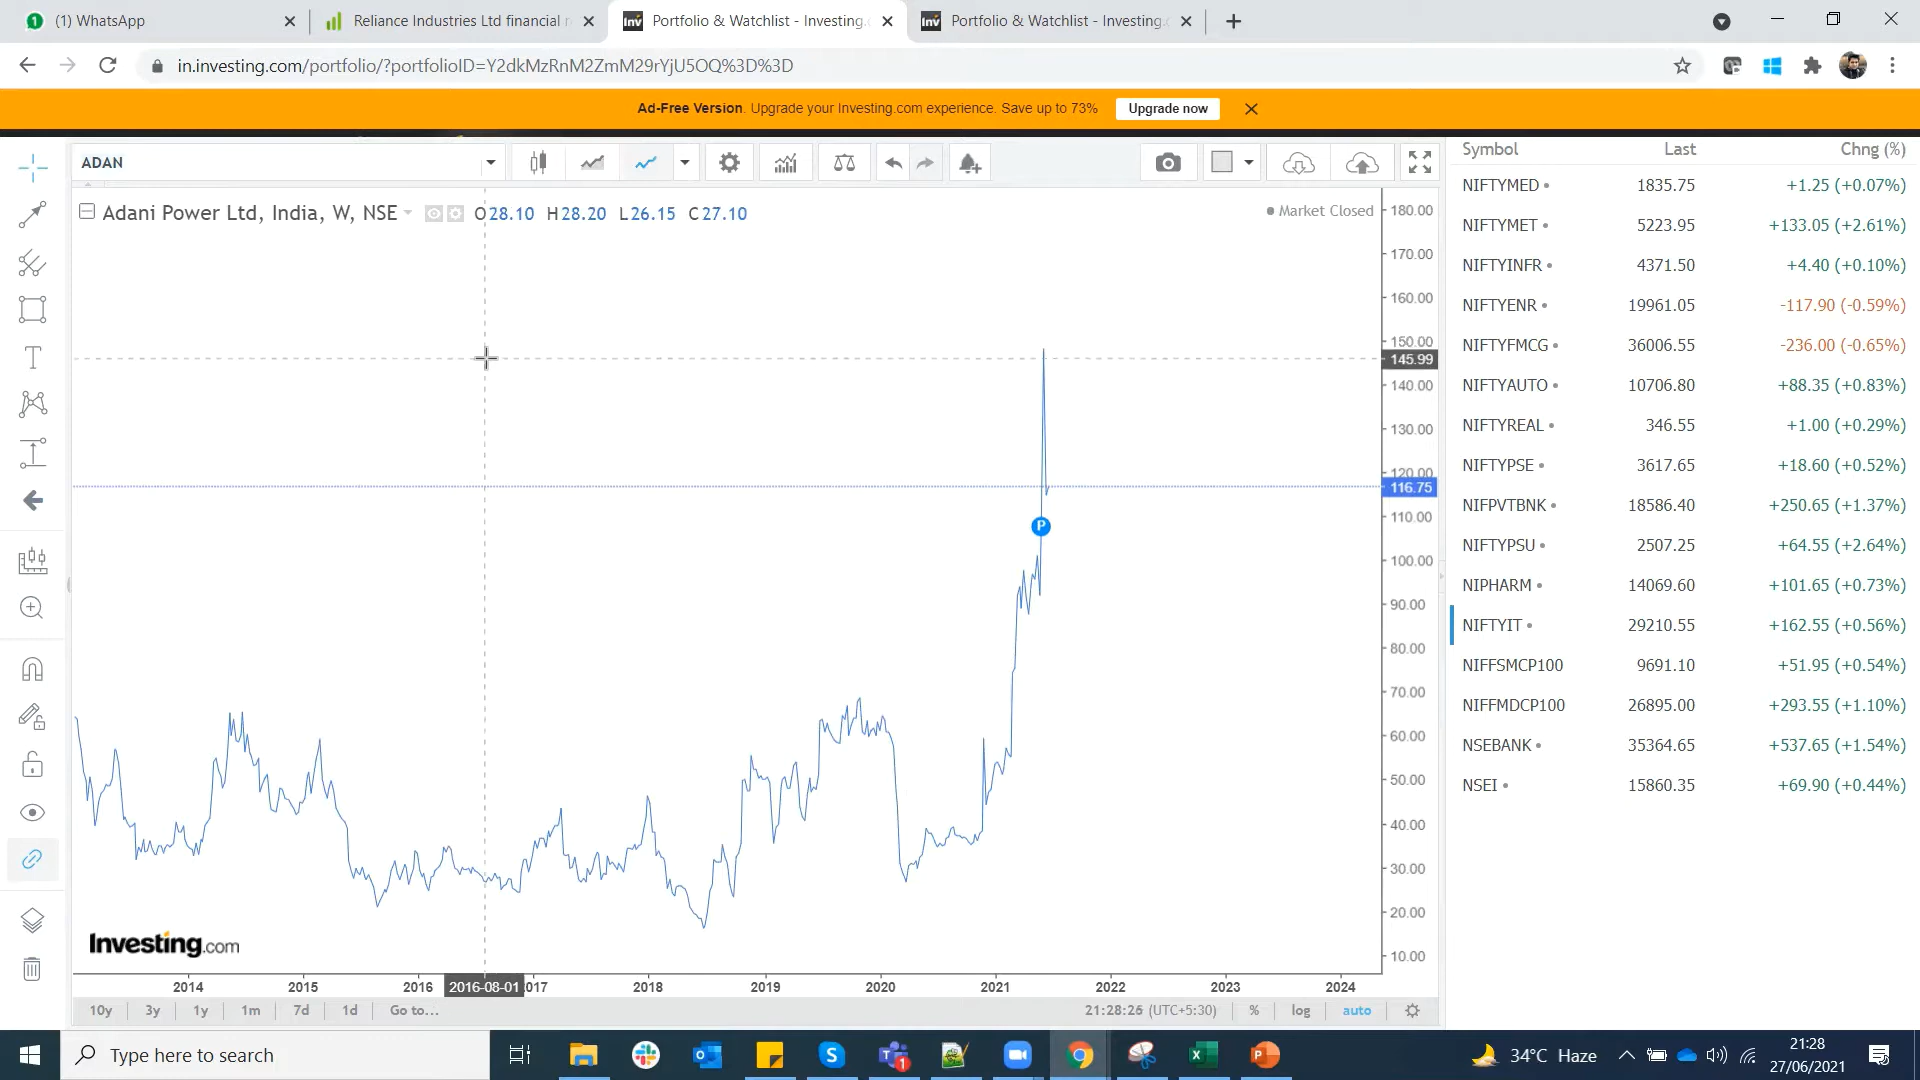 (1) WhatsApp
Reliance Industries Ltd financial r
Portfolio & Watchlist - Investing.c
Portfolio & Watchlist - Investing.c
in.investing.com/portfolio/?portfolioID=Y2dkMzRnM2ZmM29rYjU5OQ%3D%3D
Ad-Free Version. Upgrade your Investing.com experience. Save up to 73% Upgrade now
ADAN
Adani Power Ltd, India, W, NSE O28.10 H28.20 L26.15 C27.10
Market Closed
180.00
170.00
160.00
150.00
145.99
140.00
130.00
120.00
116.75
110.00
100.00
90.00
80.00
70.00
60.00
50.00
40.00
30.00
20.00
10.00
P
Investing.com
2014 2015 2016 2016-08-01 017 2018 2019 2020 2021 2022 2023 2024
10y 3y 1y 1m 7d 1d Go to... 21:28:26 (UTC+5:30) % log auto
Symbol Last Chng (%)
NIFTYMED 1835.75 +1.25 (+0.07%)
NIFTYMET 5223.95 +133.05 (+2.61%)
NIFTYINFR 4371.50 +4.40 (+0.10%)
NIFTYENR 19961.05 -117.90 (-0.59%)
NIFTYFMCG 36006.55 -236.00 (-0.65%)
NIFTYAUTO 10706.80 +88.35 (+0.83%)
NIFTYREAL 346.55 +1.00 (+0.29%)
NIFTYPSE 3617.65 +18.60 (+0.52%)
NIFPVTBNK 18586.40 +250.65 (+1.37%)
NIFTYPSU 2507.25 +64.55 (+2.64%)
NIPHARM 14069.60 +101.65 (+0.73%)
NIFTYIT 29210.55 +162.55 (+0.56%)
NIFFSMCP100 9691.10 +51.95 (+0.54%)
NIFFMDCP100 26895.00 +293.55 (+1.10%)
NSEBANK 35364.65 +537.65 (+1.54%)
NSEI 15860.35 +69.90 (+0.44%)
Type here to search
1
34°C Haze
21:28
27/06/2021